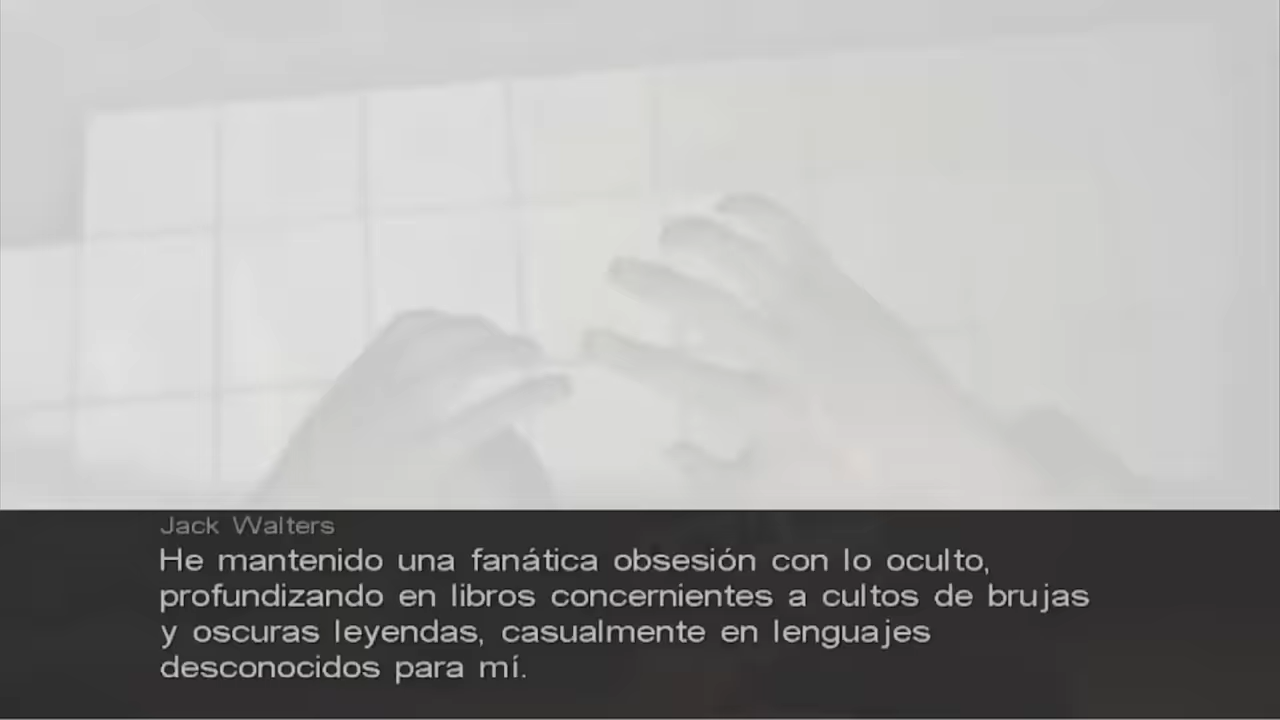 Jack Walters
He mantenido una fanática obsesión con lo oculto,
profundizando en libros concernientes a cultos de brujas
y oscuras leyendas, casualmente en lenguajes
desconocidos para mí.